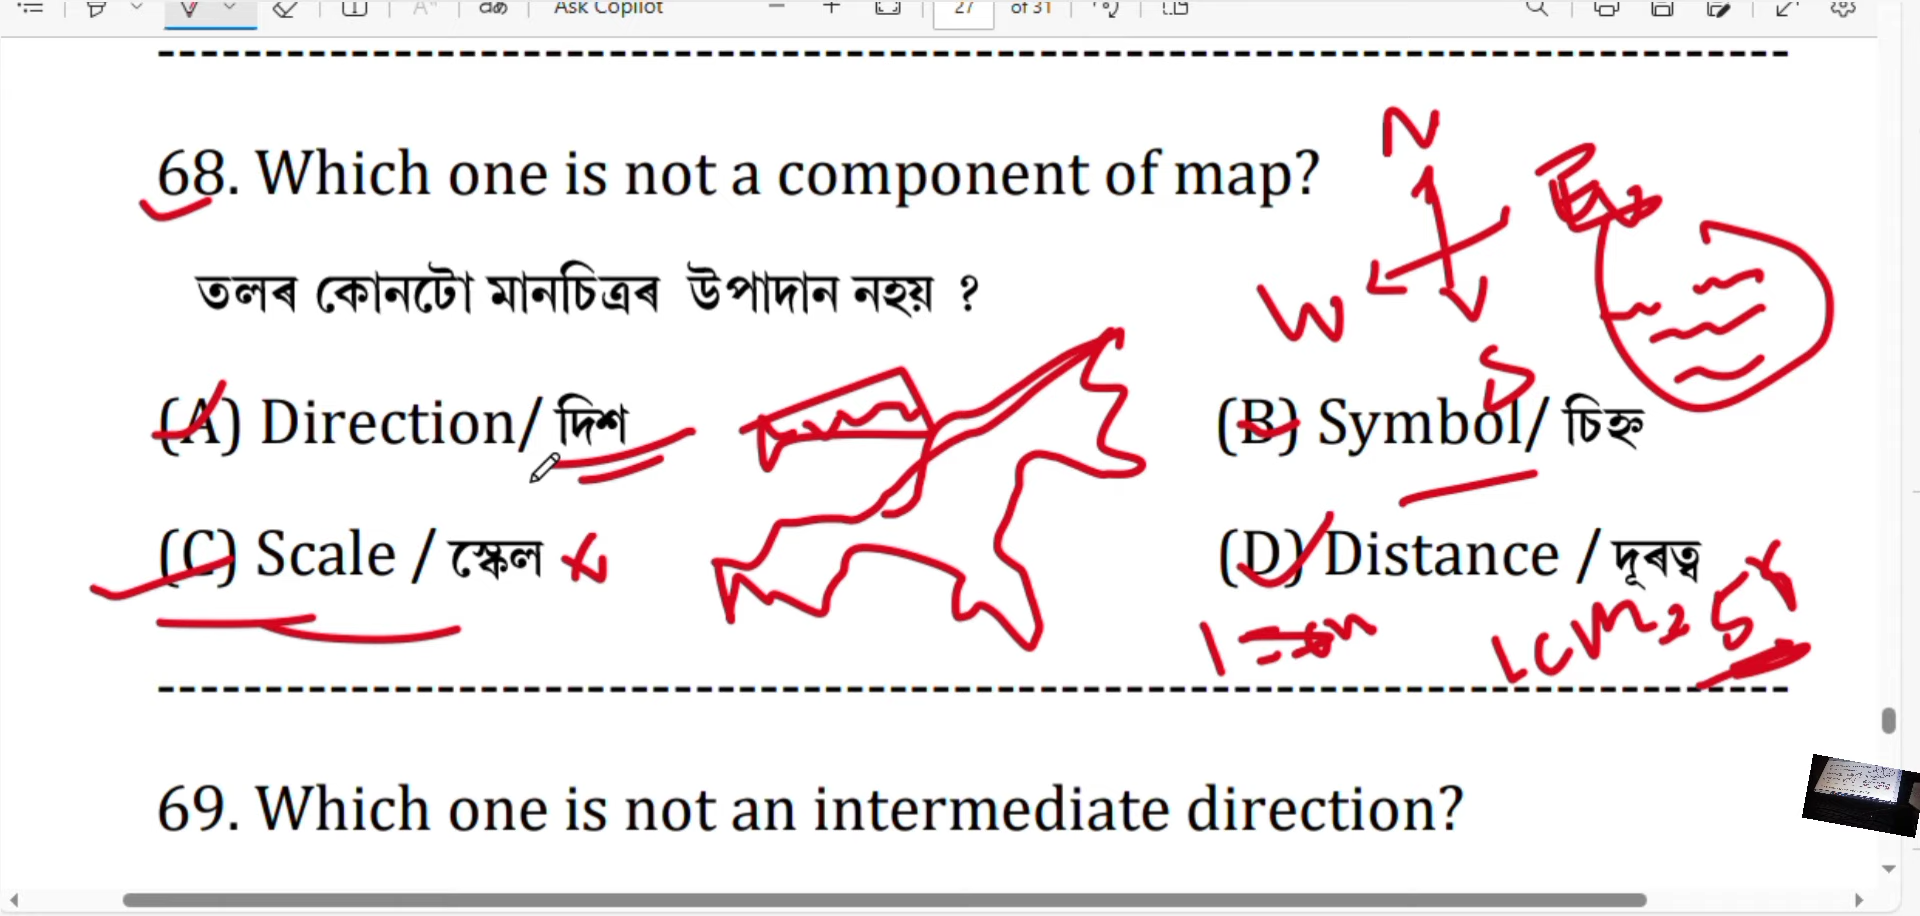 Ask Copilot
27 of 31
68. Which one is not a component of map?
তলৰ কোনটো মানচিত্ৰৰ উপাদান নহয় ?
(A) Direction/ দিশ
(B) Symbol/ চিহ্ন
(C) Scale / স্কেল
(D) Distance / দূৰত্ব
N
W
S
69. Which one is not an intermediate direction?